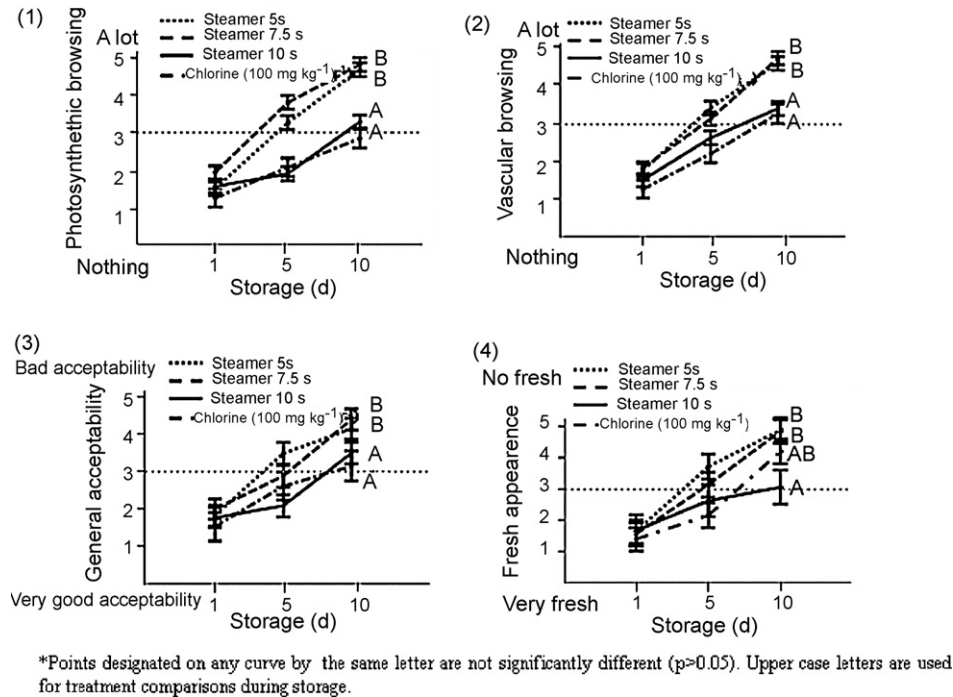 (1)
Steamer 5s
Steamer 7.5 s
Steamer 10 s
Chlorine (100 mg kg⁻¹)
A lot
5
4
3
2
1
Nothing
Photosynthethic browsing
B
B
A
A
1 5 10
Storage (d)
(2)
Steamer 5s
Steamer 7.5 s
Steamer 10 s
Chlorine (100 mg kg⁻¹)
A lot
5
4
3
2
1
Nothing
Vascular browsing
B
B
A
A
1 5 10
Storage (d)
(3)
Bad acceptability
Steamer 5s
Steamer 7.5 s
Steamer 10 s
Chlorine (100 mg kg⁻¹)
5
4
3
2
1
Very good acceptability
General acceptability
B
B
A
A
1 5 10
Storage (d)
(4)
No fresh
Steamer 5s
Steamer 7.5 s
Steamer 10 s
Chlorine (100 mg kg⁻¹)
5
4
3
2
1
Very fresh
Fresh appearence
B
B
AB
A
1 5 10
Storage (d)
*Points designated on any curve by the same letter are not significantly different (p>0.05). Upper case letters are used
for treatment comparisons during storage.